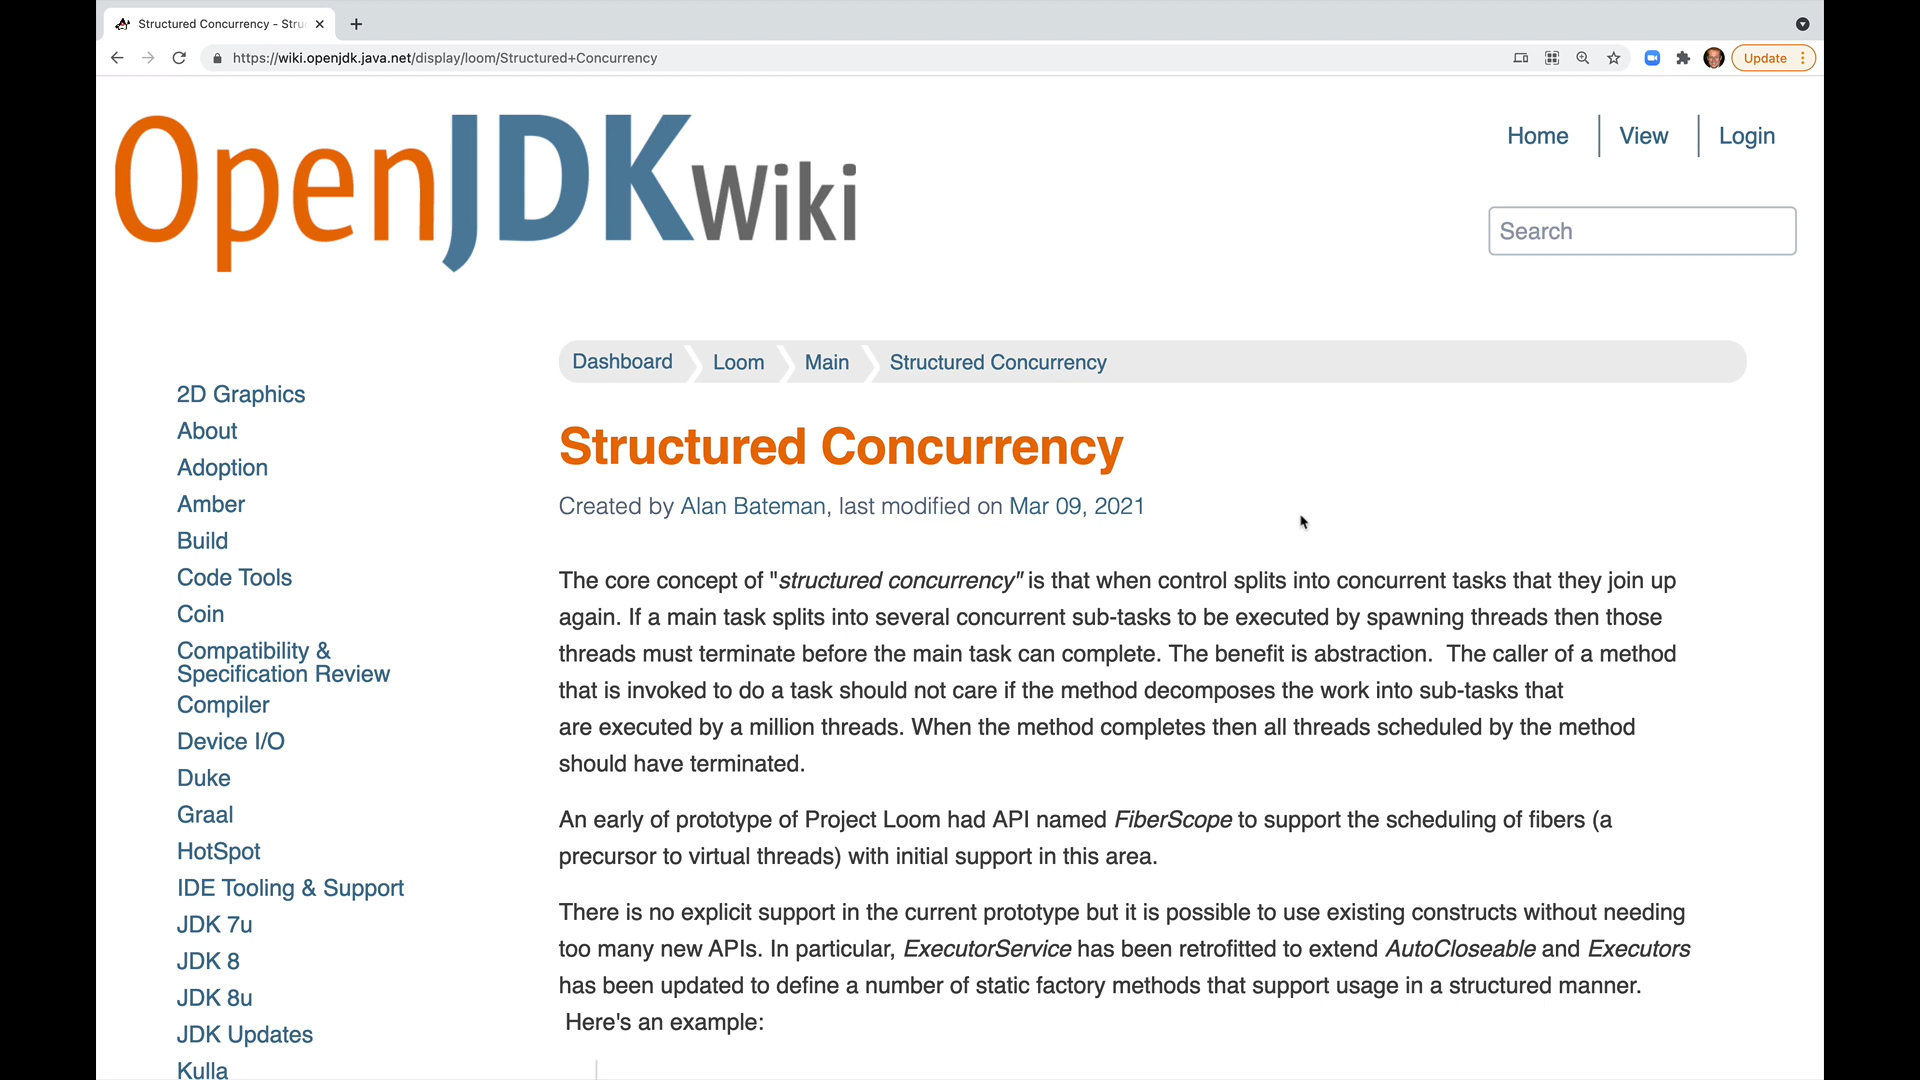 Structured Concurrency - Stru
https://wiki.openjdk.java.net/display/loom/Structured+Concurrency
Update
OpenJDK Wiki
Home
View
Login
Search
Dashboard
Loom
Main
Structured Concurrency
2D Graphics
About
Adoption
Amber
Build
Code Tools
Coin
Compatibility &
Specification Review
Compiler
Device I/O
Duke
Graal
HotSpot
IDE Tooling & Support
JDK 7u
JDK 8
JDK 8u
JDK Updates
Kulla
Structured Concurrency
Created by Alan Bateman, last modified on Mar 09, 2021
The core concept of "structured concurrency" is that when control splits into concurrent tasks that they join up
again. If a main task splits into several concurrent sub-tasks to be executed by spawning threads then those
threads must terminate before the main task can complete. The benefit is abstraction.  The caller of a method
that is invoked to do a task should not care if the method decomposes the work into sub-tasks that
are executed by a million threads. When the method completes then all threads scheduled by the method
should have terminated.
An early of prototype of Project Loom had API named FiberScope to support the scheduling of fibers (a
precursor to virtual threads) with initial support in this area.
There is no explicit support in the current prototype but it is possible to use existing constructs without needing
too many new APIs. In particular, ExecutorService has been retrofitted to extend AutoCloseable and Executors
has been updated to define a number of static factory methods that support usage in a structured manner.
Here's an example: